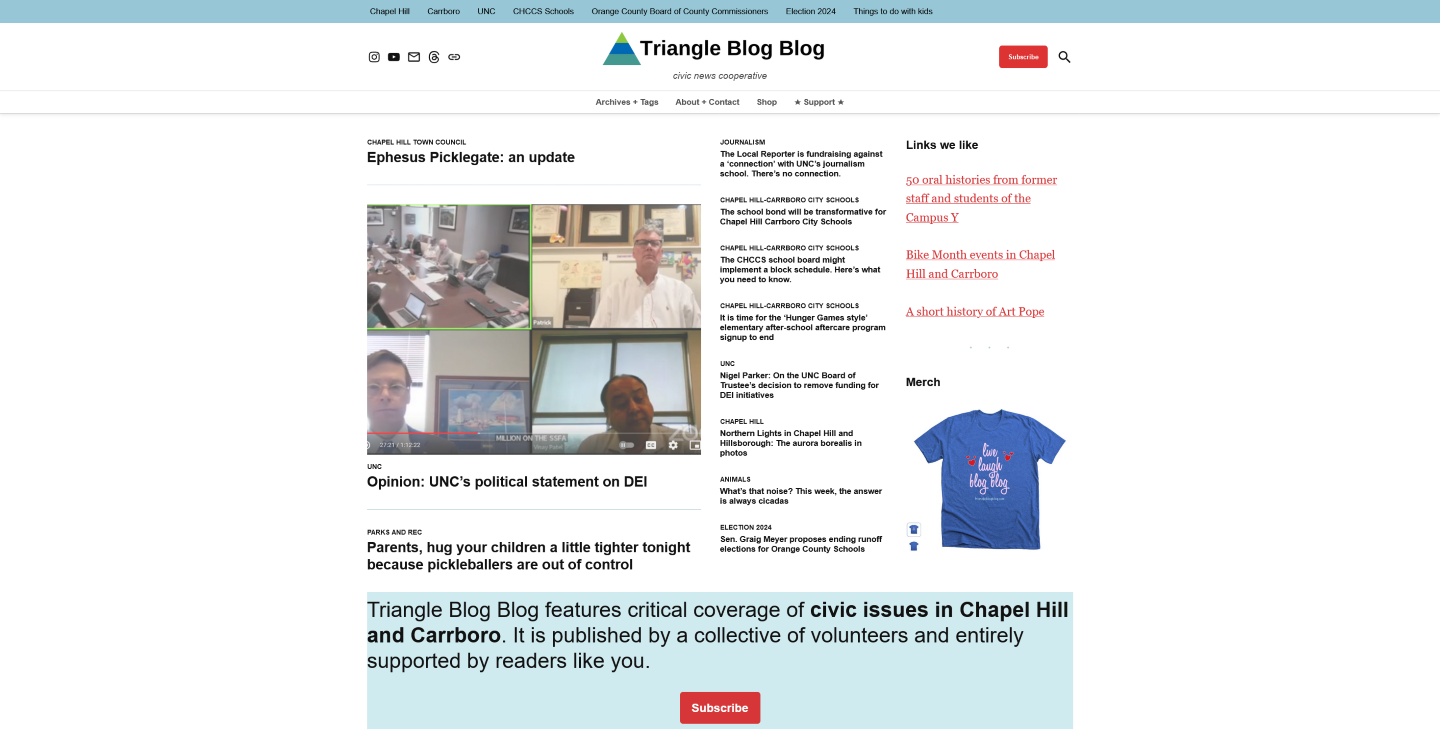 Chapel Hill Carrboro UNC CHCCS Schools Orange County Board of County Commissioners Election 2024 Things to do with kids
Triangle Blog Blog
civic news cooperative
Subscribe
Archives + Tags About + Contact Shop ★ Support ★
CHAPEL HILL TOWN COUNCIL
Ephesus Picklegate: an update
Patrick
27:21 / 1:12:22
MILLION ON THE SSFA
CC
UNC
Opinion: UNC’s political statement on DEI
PARKS AND REC
Parents, hug your children a little tighter tonight
because pickleballers are out of control
JOURNALISM
The Local Reporter is fundraising against
a ‘connection’ with UNC’s journalism
school. There’s no connection.
CHAPEL HILL-CARRBORO CITY SCHOOLS
The school bond will be transformative for
Chapel Hill Carrboro City Schools
CHAPEL HILL-CARRBORO CITY SCHOOLS
The CHCCS school board might
implement a block schedule. Here’s what
you need to know.
CHAPEL HILL-CARRBORO CITY SCHOOLS
It is time for the ‘Hunger Games style’
elementary after-school aftercare program
signup to end
UNC
Nigel Parker: On the UNC Board of
Trustee’s decision to remove funding for
DEI initiatives
CHAPEL HILL
Northern Lights in Chapel Hill and
Hillsborough: The aurora borealis in
photos
ANIMALS
What’s that noise? This week, the answer
is always cicadas
ELECTION 2024
Sen. Graig Meyer proposes ending runoff
elections for Orange County Schools
Links we like
50 oral histories from former
staff and students of the
Campus Y
Bike Month events in Chapel
Hill and Carrboro
A short history of Art Pope
Merch
live
laugh
blog blog
Triangle Blog Blog features critical coverage of civic issues in Chapel Hill
and Carrboro. It is published by a collective of volunteers and entirely
supported by readers like you.
Subscribe